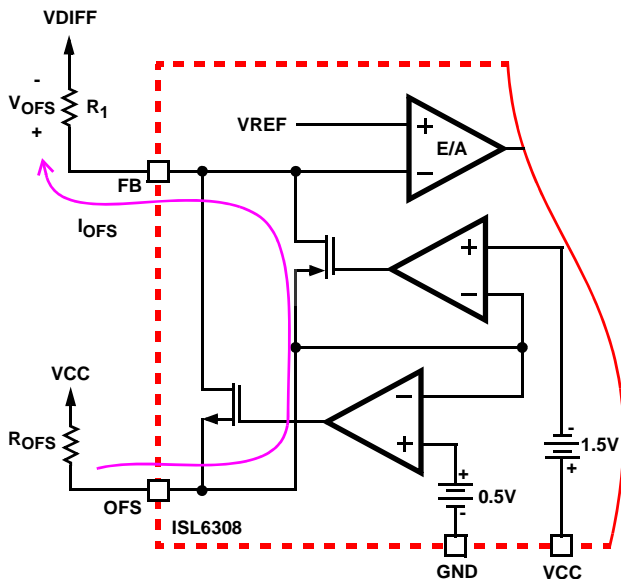 VDIFF
-
VOFS
+
R1
VREF
+
-
E/A
FB
IOFS
+
-
VCC
ROFS
-
+
-
1.5V
+
+
0.5V
-
OFS
ISL6308
GND
VCC